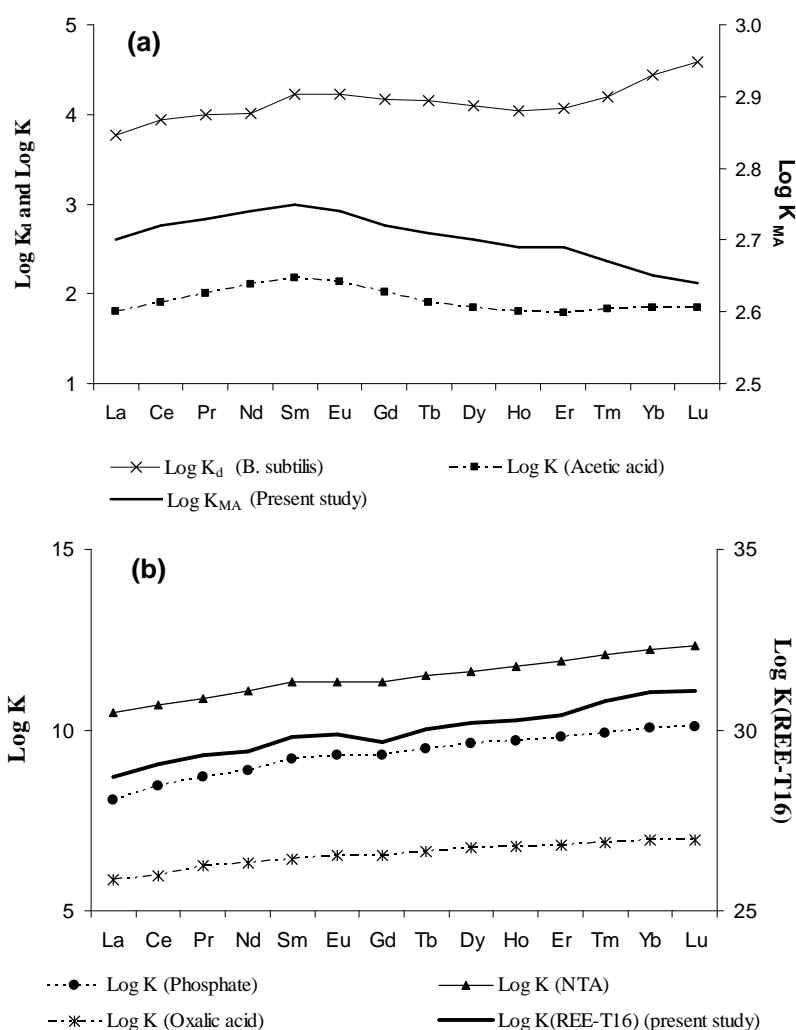 (a)
5
4
3
2
1
Log K_d and Log K
3.0
2.9
2.8
2.7
2.6
2.5
Log K_MA
La Ce Pr Nd Sm Eu Gd Tb Dy Ho Er Tm Yb Lu
Log K_d (B. subtilis)
Log K (Acetic acid)
Log K_MA (Present study)
(b)
15
10
5
Log K
35
30
25
Log K(REE-T16)
La Ce Pr Nd Sm Eu Gd Tb Dy Ho Er Tm Yb Lu
Log K (Phosphate)
Log K (NTA)
Log K (Oxalic acid)
Log K(REE-T16) (present study)